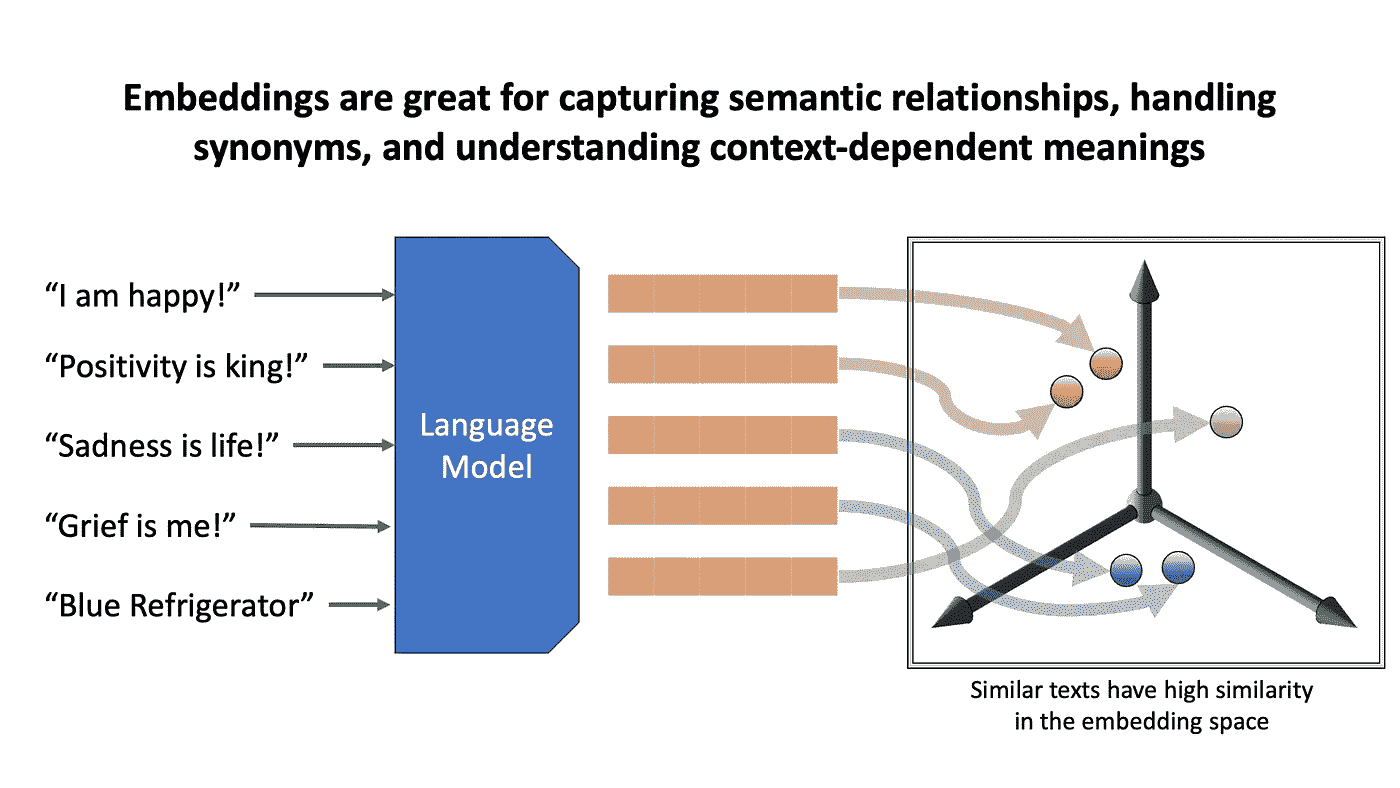 Embeddings are great for capturing semantic relationships, handling
synonyms, and understanding context-dependent meanings
“I am happy!”
“Positivity is king!”
“Sadness is life!”
“Grief is me!”
“Blue Refrigerator”
Language
Model
Similar texts have high similarity
in the embedding space